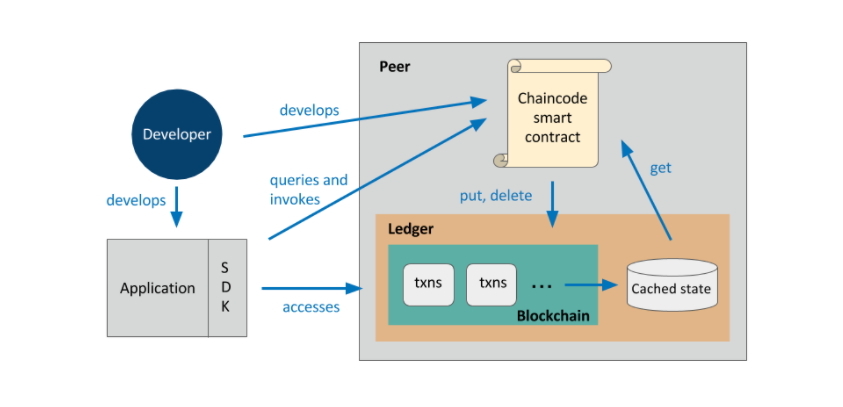 Peer
Chaincode
smart
contract
develops
Developer
queries and
invokes
get
develops
put, delete
Ledger
Application
S
D
K
txns
txns
...
Cached state
accesses
Blockchain